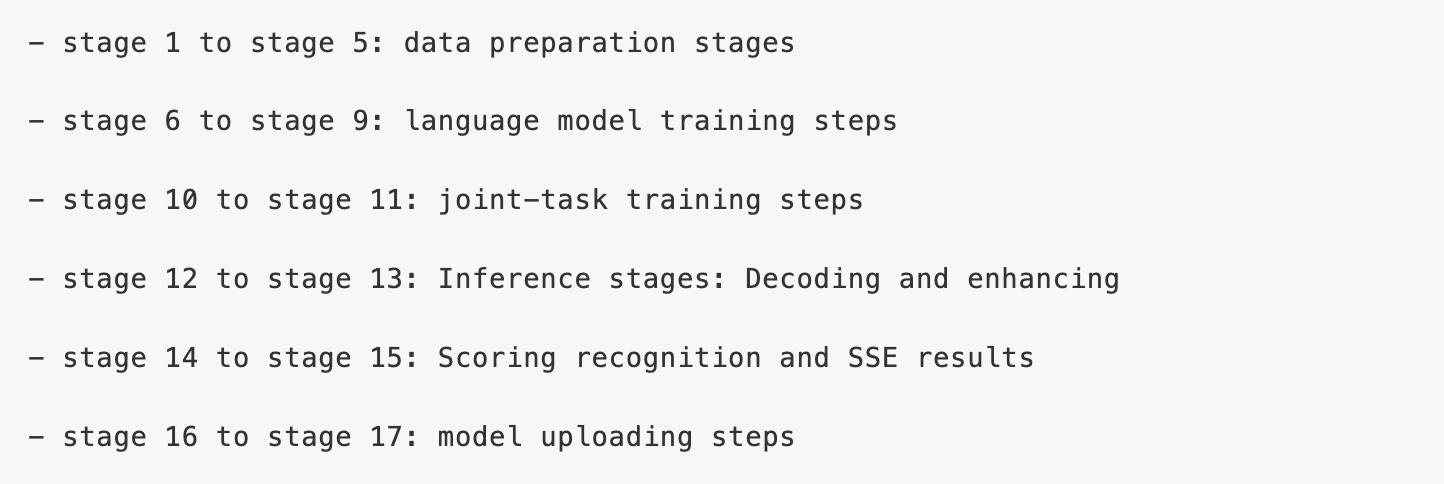 - stage 1 to stage 5: data preparation stages
- stage 6 to stage 9: language model training steps
- stage 10 to stage 11: joint-task training steps
- stage 12 to stage 13: Inference stages: Decoding and enhancing
- stage 14 to stage 15: Scoring recognition and SSE results
- stage 16 to stage 17: model uploading steps